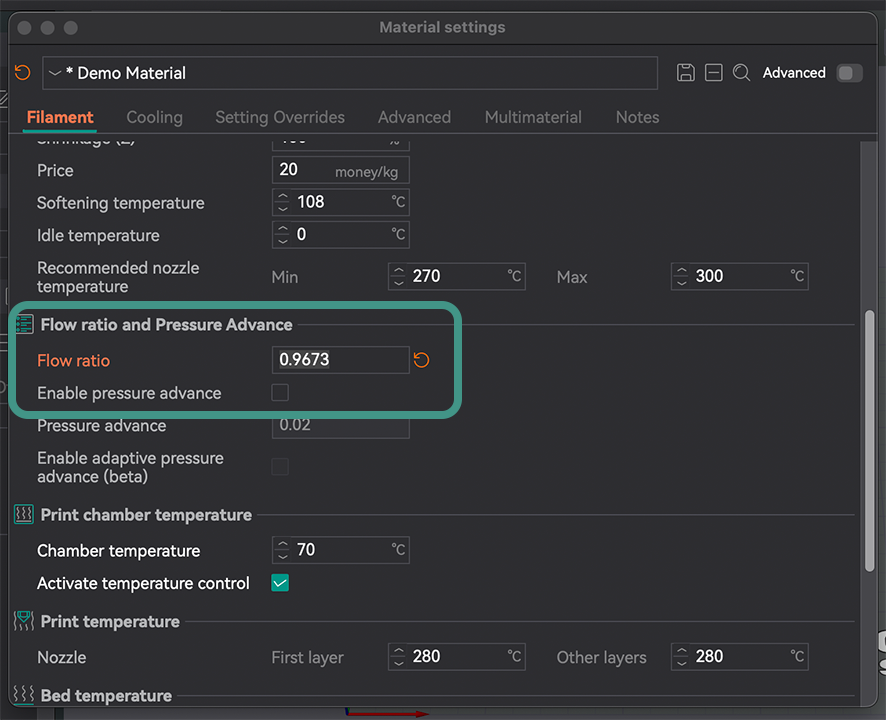 Material settings
* Demo Material
Advanced
Filament Cooling Setting Overrides Advanced Multimaterial Notes
Shrinkage (Z) 100 %
Price 20 money/kg
Softening temperature 108 °C
Idle temperature 0 °C
Recommended nozzle
temperature Min 270 °C Max 300 °C
Flow ratio and Pressure Advance
Flow ratio 0.9673
Enable pressure advance
Pressure advance 0.02
Enable adaptive pressure
advance (beta)
Print chamber temperature
Chamber temperature 70 °C
Activate temperature control
Print temperature
Nozzle First layer 280 °C Other layers 280 °C
Bed temperature